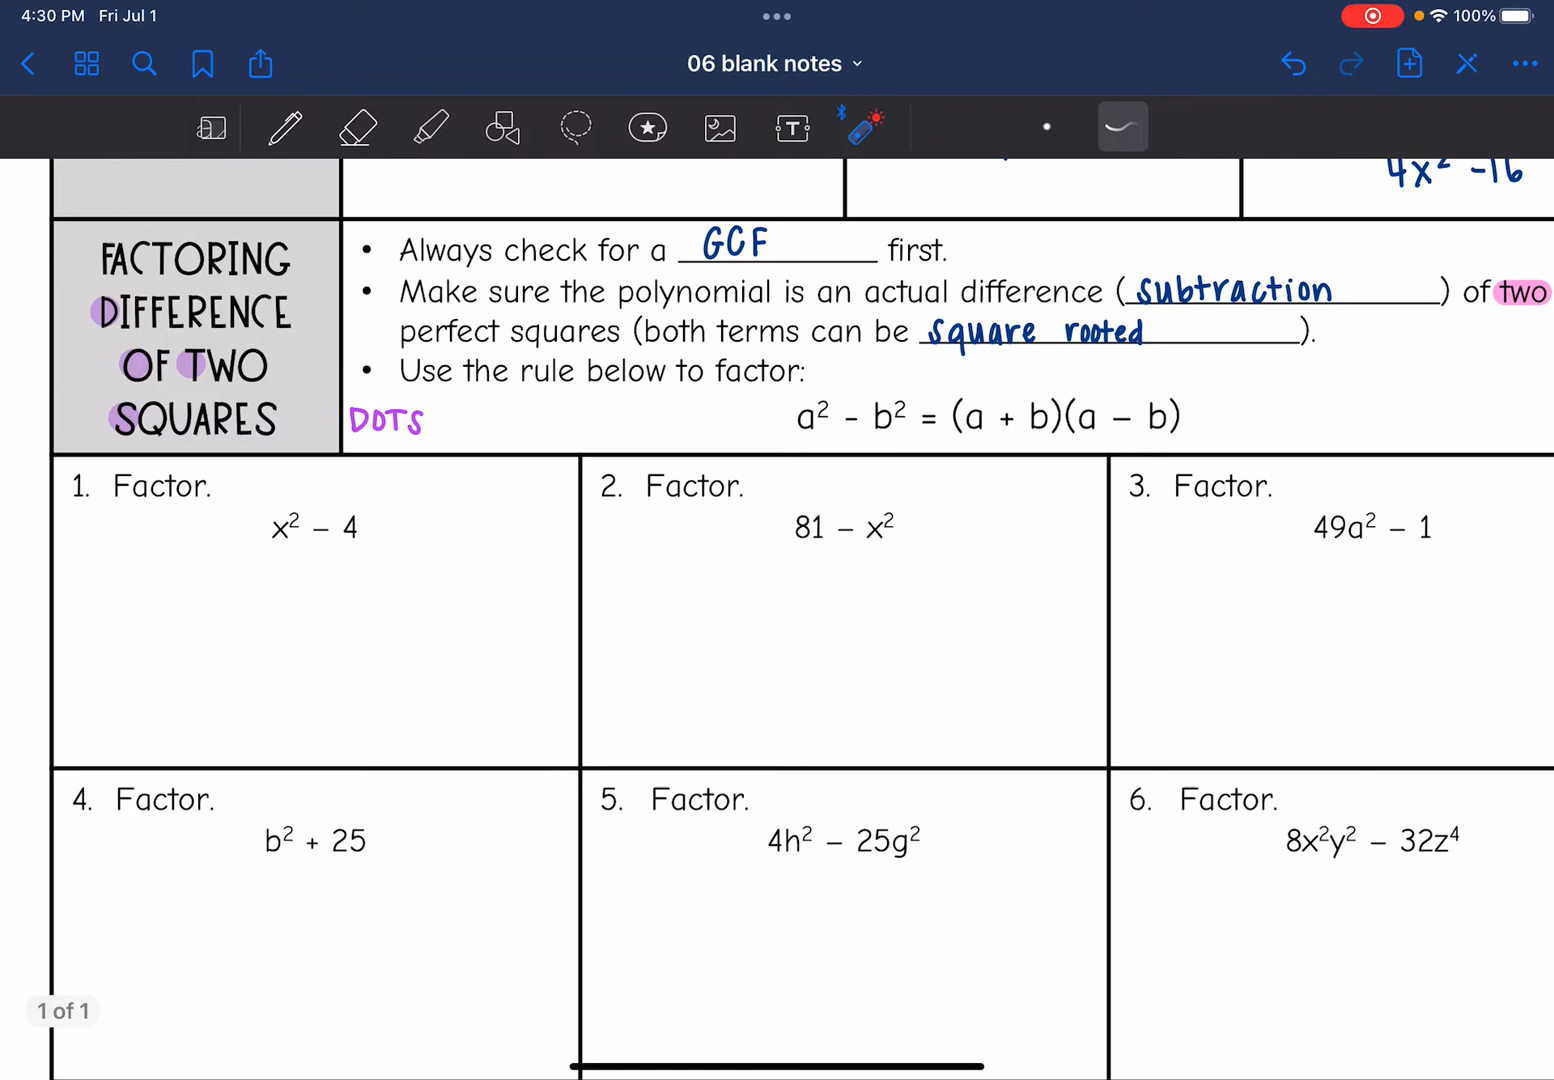 4:30 PM Fri Jul 1
100%
06 blank notes
T
4x² -16
FACTORING
DIFFERENCE
OF TWO
SQUARES
• Always check for a GCF first.
• Make sure the polynomial is an actual difference (subtraction) of two
perfect squares (both terms can be square rooted).
• Use the rule below to factor:
DOTS
a² - b² = (a + b)(a – b)
1. Factor.
x² – 4
2. Factor.
81 – x²
3. Factor.
49a² – 1
4. Factor.
b² + 25
5. Factor.
4h² – 25g²
6. Factor.
8x²y² – 32z⁴
1 of 1